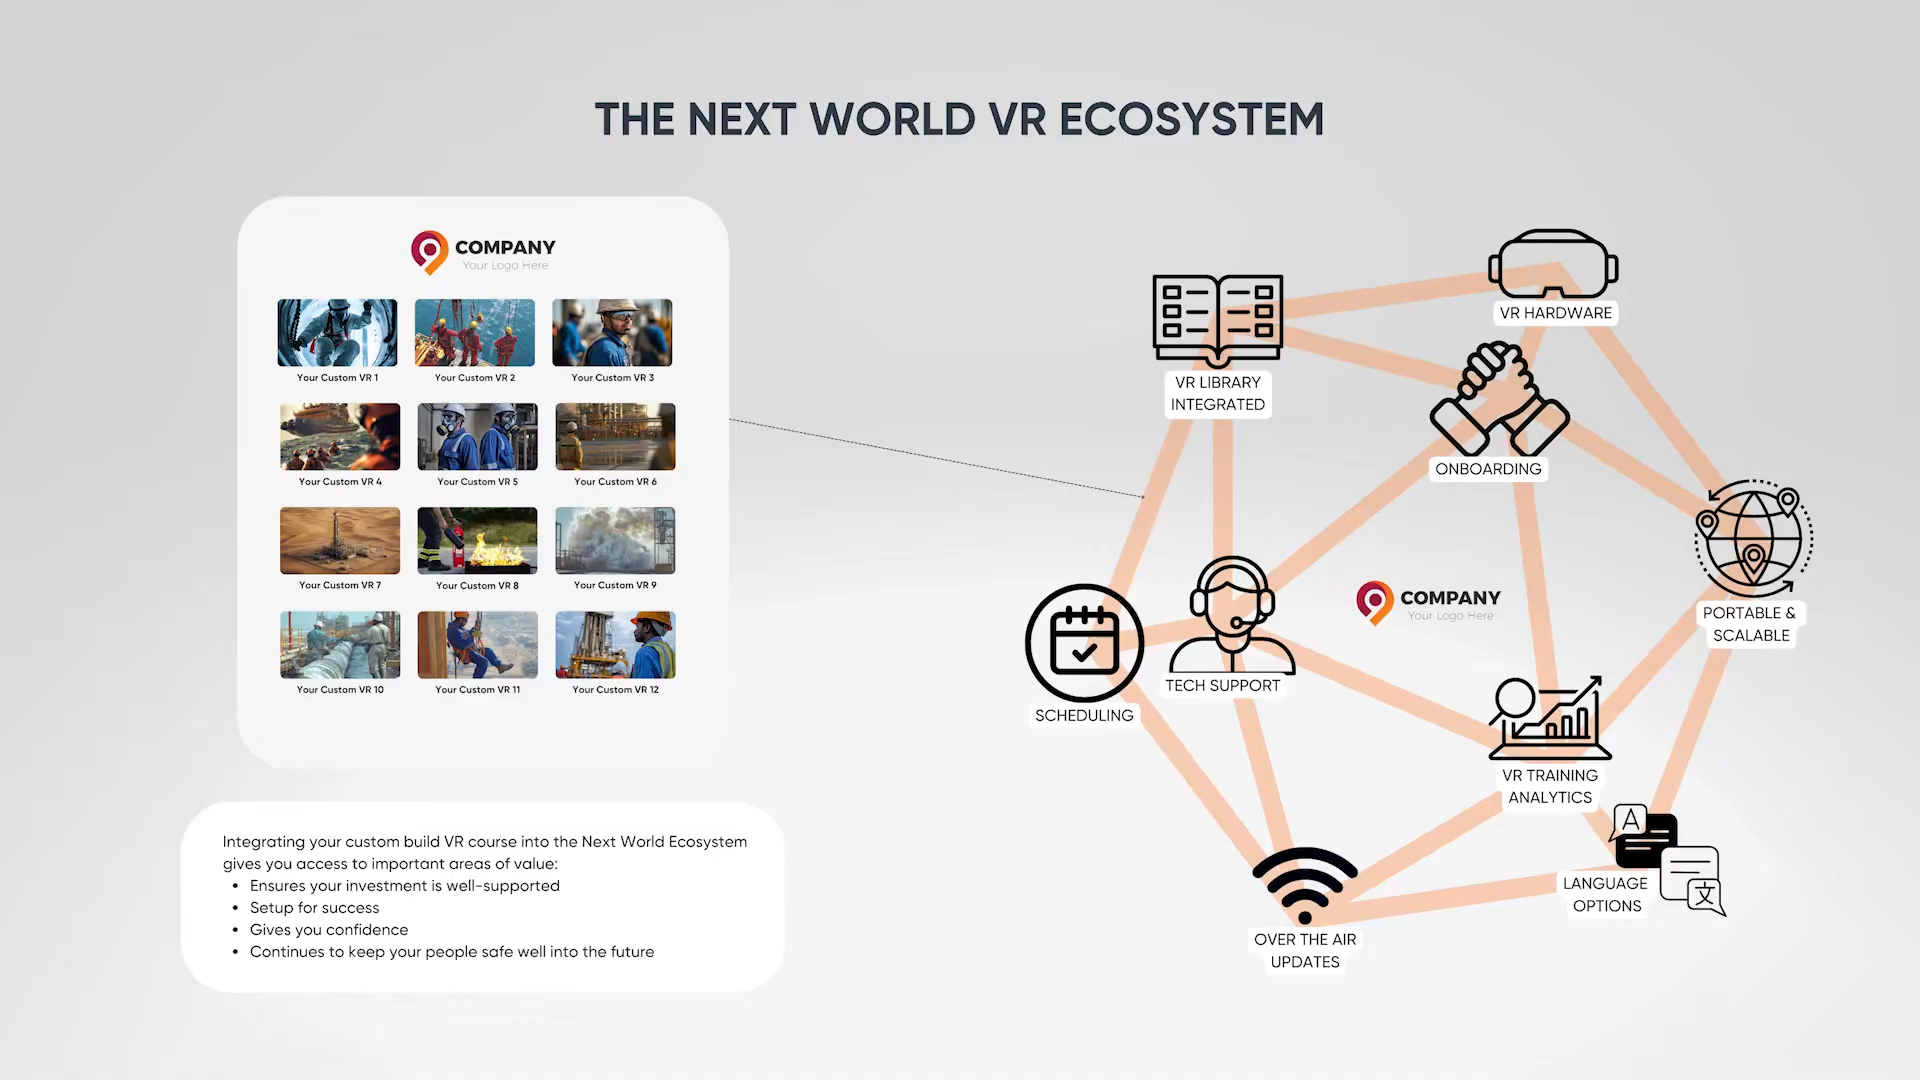 THE NEXT WORLD VR ECOSYSTEM
COMPANY
Your Logo Here
Your Custom VR 1
Your Custom VR 2
Your Custom VR 3
Your Custom VR 4
Your Custom VR 5
Your Custom VR 6
Your Custom VR 7
Your Custom VR 8
Your Custom VR 9
Your Custom VR 10
Your Custom VR 11
Your Custom VR 12
Integrating your custom build VR course into the Next World Ecosystem
gives you access to important areas of value:
• Ensures your investment is well-supported
• Setup for success
• Gives you confidence
• Continues to keep your people safe well into the future
VR HARDWARE
VR LIBRARY
INTEGRATED
ONBOARDING
COMPANY
Your Logo Here
PORTABLE &
SCALABLE
TECH SUPPORT
SCHEDULING
VR TRAINING
ANALYTICS
A
文
LANGUAGE
OPTIONS
OVER THE AIR
UPDATES